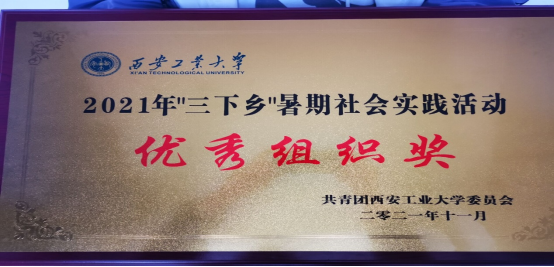 西安工业大学
XI'AN TECHNOLOGICAL UNIVERSITY
2021年"三下乡"暑期社会实践活动
优秀组织奖
共青团西安工业大学委员会
二零二一年十一月